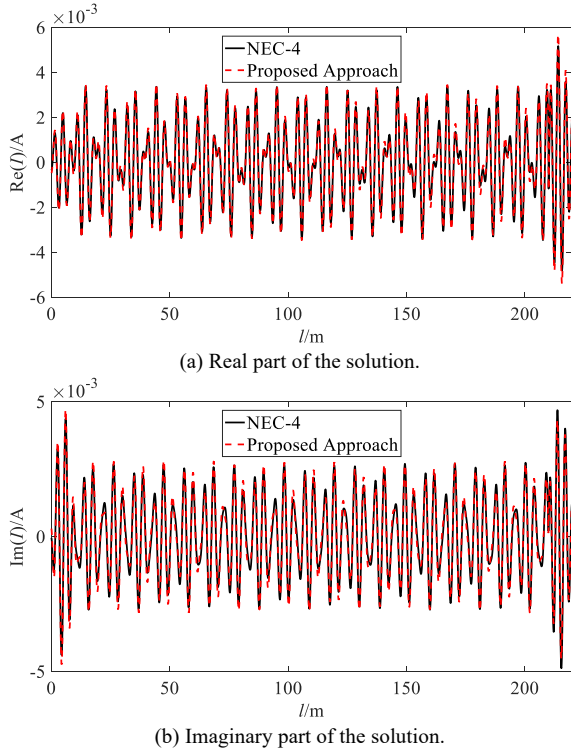 ×10⁻³
6
NEC-4
Proposed Approach
4
2
0
-2
-4
-6
Re(I)/A
0 50 100 150 200
l/m
(a) Real part of the solution.
×10⁻³
5
NEC-4
Proposed Approach
0
-5
Im(I)/A
0 50 100 150 200
l/m
(b) Imaginary part of the solution.